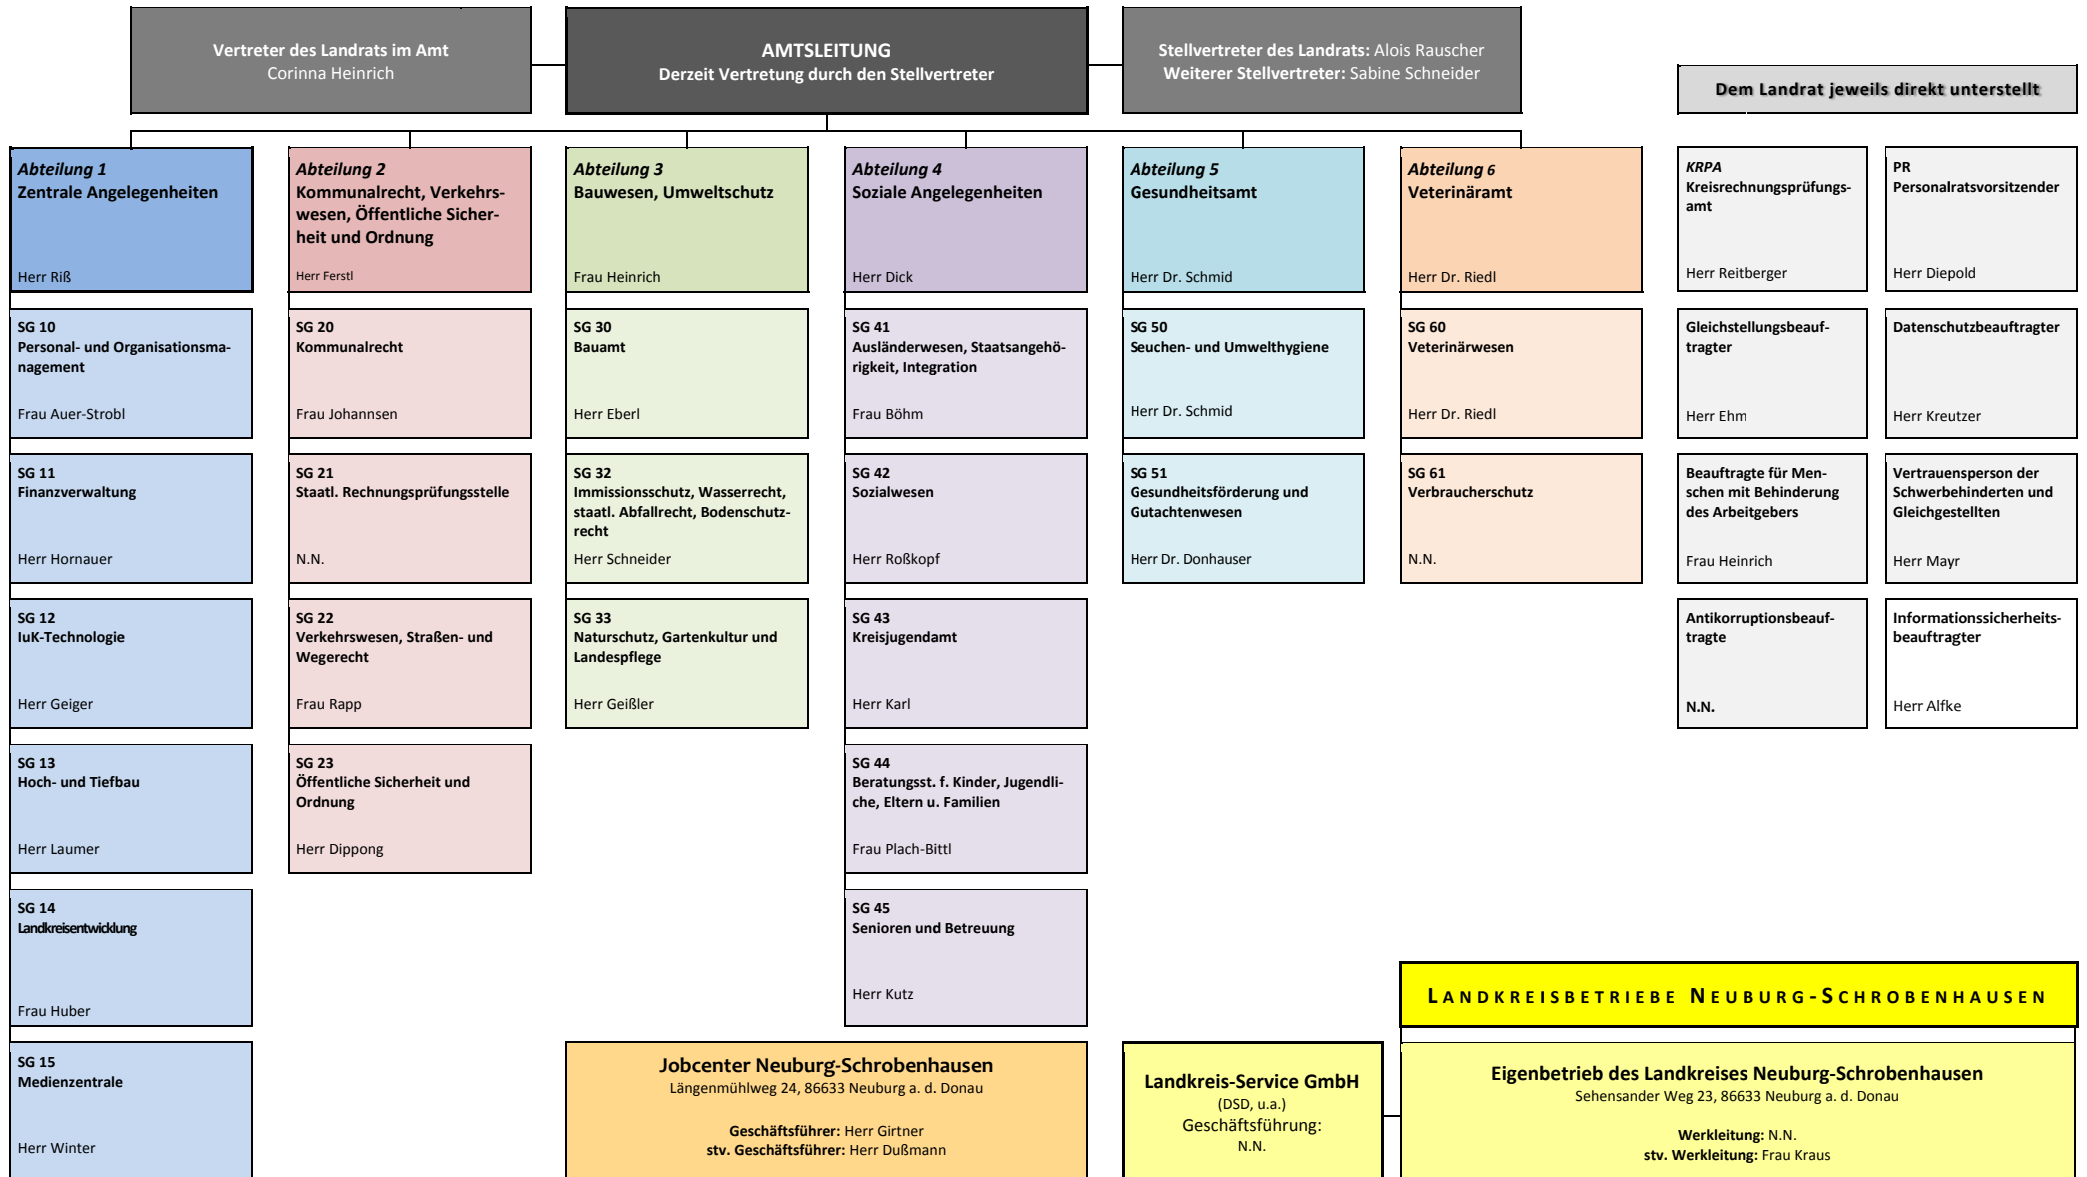 Vertreter des Landrats im Amt
Corinna Heinrich
AMTSLEITUNG
Derzeit Vertretung durch den Stellvertreter
Stellvertreter des Landrats: Alois Rauscher
Weiterer Stellvertreter: Sabine Schneider
Dem Landrat jeweils direkt unterstellt
Abteilung 1
Zentrale Angelegenheiten
Herr Riß
SG 10
Personal- und Organisationsma-
nagement
Frau Auer-Strobl
SG 11
Finanzverwaltung
Herr Hornauer
SG 12
IuK-Technologie
Herr Geiger
SG 13
Hoch- und Tiefbau
Herr Laumer
SG 14
Landkreisentwicklung
Frau Huber
SG 15
Medienzentrale
Herr Winter
Abteilung 2
Kommunalrecht, Verkehrs-
wesen, Öffentliche Sicher-
heit und Ordnung
Herr Ferstl
SG 20
Kommunalrecht
Frau Johannsen
SG 21
Staatl. Rechnungsprüfungsstelle
N.N.
SG 22
Verkehrswesen, Straßen- und
Wegerecht
Frau Rapp
SG 23
Öffentliche Sicherheit und
Ordnung
Herr Dippong
Abteilung 3
Bauwesen, Umweltschutz
Frau Heinrich
SG 30
Bauamt
Herr Eberl
SG 32
Immissionsschutz, Wasserrecht,
staatl. Abfallrecht, Bodenschutz-
recht
Herr Schneider
SG 33
Naturschutz, Gartenkultur und
Landespflege
Herr Geißler
Abteilung 4
Soziale Angelegenheiten
Herr Dick
SG 41
Ausländerwesen, Staatsangehö-
rigkeit, Integration
Frau Böhm
SG 42
Sozialwesen
Herr Roßkopf
SG 43
Kreisjugendamt
Herr Karl
SG 44
Beratungsst. f. Kinder, Jugendli-
che, Eltern u. Familien
Frau Plach-Bittl
SG 45
Senioren und Betreuung
Herr Kutz
Abteilung 5
Gesundheitsamt
Herr Dr. Schmid
SG 50
Seuchen- und Umwelthygiene
Herr Dr. Schmid
SG 51
Gesundheitsförderung und
Gutachtenwesen
Herr Dr. Donhauser
Abteilung 6
Veterinäramt
Herr Dr. Riedl
SG 60
Veterinärwesen
Herr Dr. Riedl
SG 61
Verbraucherschutz
N.N.
KRPA
Kreisrechnungsprüfungs-
amt
Herr Reitberger
PR
Personalratsvorsitzender
Herr Diepold
Gleichstellungsbeauf-
tragter
Herr Ehm
Datenschutzbeauftragter
Herr Kreutzer
Beauftragte für Men-
schen mit Behinderung
des Arbeitgebers
Frau Heinrich
Vertrauensperson der
Schwerbehinderten und
Gleichgestellten
Herr Mayr
Antikorruptionsbeauf-
tragte
N.N.
Informationssicherheits-
beauftragter
Herr Alfke
Jobcenter Neuburg-Schrobenhausen
Längenmühlweg 24, 86633 Neuburg a. d. Donau
Geschäftsführer: Herr Girtner
stv. Geschäftsführer: Herr Dußmann
Landkreis-Service GmbH
(DSD, u.a.)
Geschäftsführung:
N.N.
LANDKREISBETRIEBE NEUBURG-SCHROBENHAUSEN
Eigenbetrieb des Landkreises Neuburg-Schrobenhausen
Sehensander Weg 23, 86633 Neuburg a. d. Donau
Werkleitung: N.N.
stv. Werkleitung: Frau Kraus